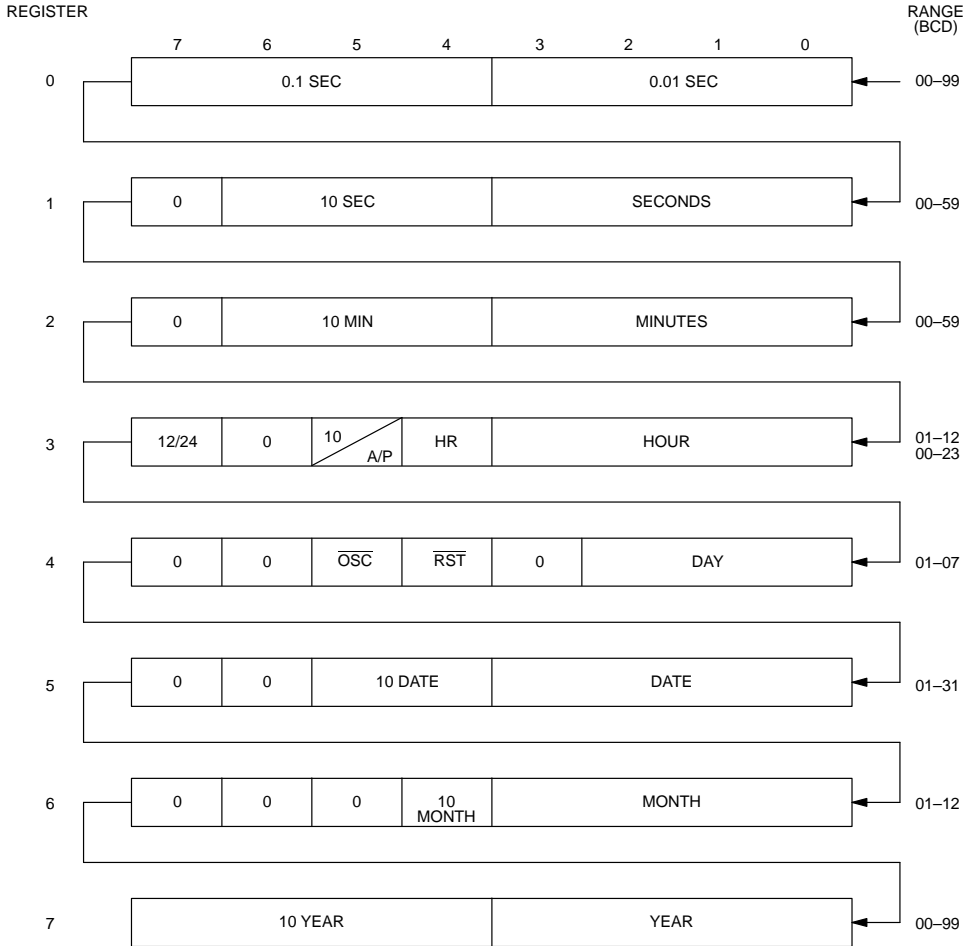 REGISTER
RANGE
(BCD)
7 6 5 4 3 2 1 0
0 0.1 SEC 0.01 SEC 00–99
1 0 10 SEC SECONDS 00–59
2 0 10 MIN MINUTES 00–59
3 12/24 0 10 A/P HR HOUR 01–12
00–23
4 0 0 O̅S̅C̅ R̅S̅T̅ 0 DAY 01–07
5 0 0 10 DATE DATE 01–31
6 0 0 0 10 MONTH MONTH 01–12
7 10 YEAR YEAR 00–99